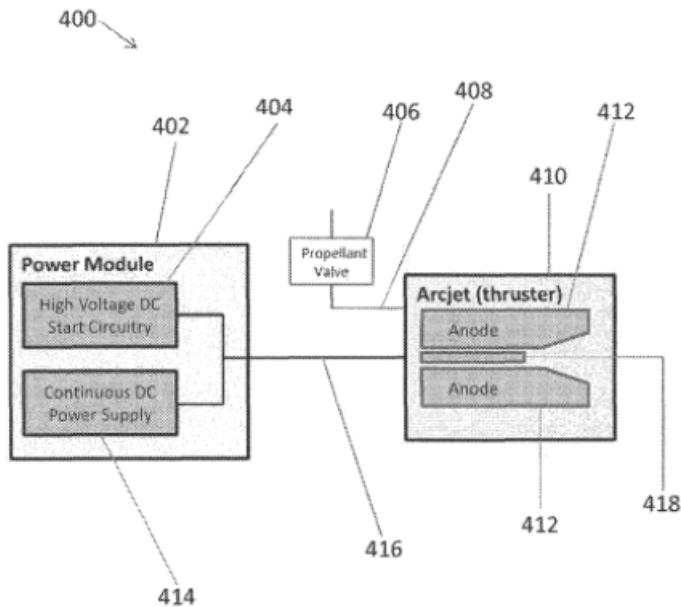 400
402
404
406
408
412
410
Power Module
High Voltage DC
Start Circuitry
Continuous DC
Power Supply
Propellant
Valve
Arcjet (thruster)
Anode
Anode
414
416
412
418